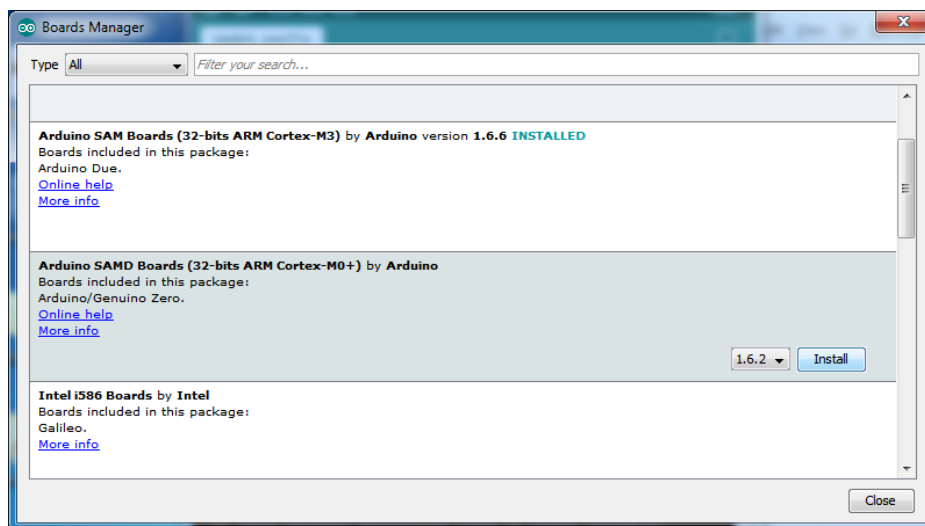 Boards Manager
Type All Filter your search...
Arduino SAM Boards (32-bits ARM Cortex-M3) by Arduino version 1.6.6 INSTALLED
Boards included in this package:
Arduino Due.
Online help
More info
Arduino SAMD Boards (32-bits ARM Cortex-M0+) by Arduino
Boards included in this package:
Arduino/Genuino Zero.
Online help
More info
1.6.2 Install
Intel i586 Boards by Intel
Boards included in this package:
Galileo.
More info
Close